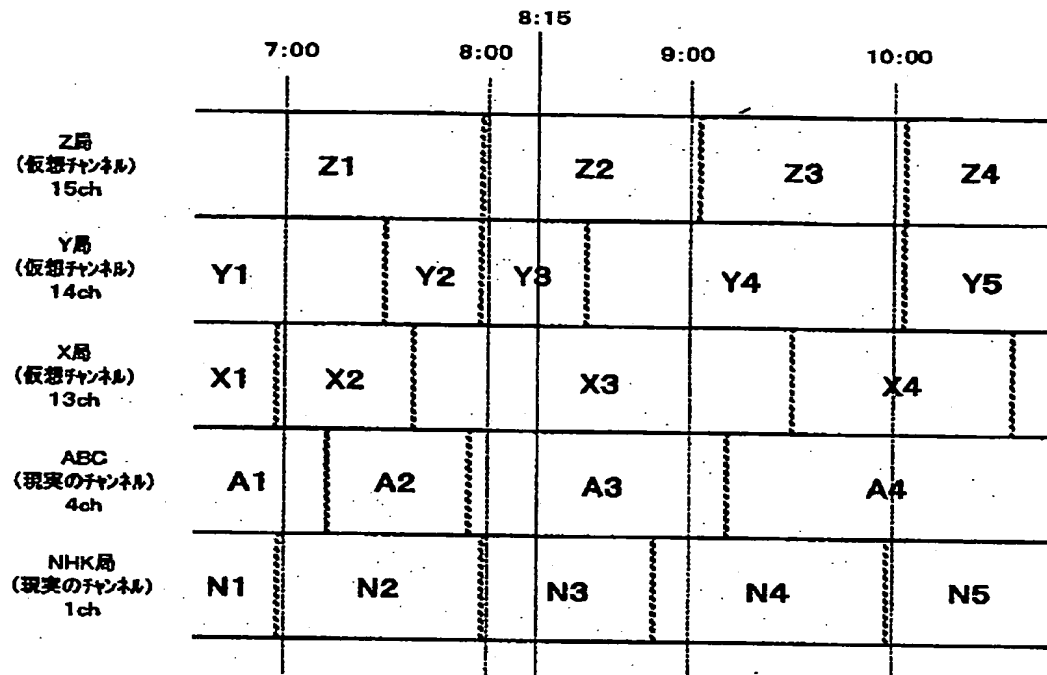 8:15
7:00 8:00 9:00 10:00
Z局
(仮想チャンネル)
15ch
Z1 Z2 Z3 Z4
Y局
(仮想チャンネル)
14ch
Y1 Y2 Y3 Y4 Y5
X局
(仮想チャンネル)
13ch
X1 X2 X3 X4
ABC
(現実のチャンネル)
4ch
A1 A2 A3 A4
NHK局
(現実のチャンネル)
1ch
N1 N2 N3 N4 N5